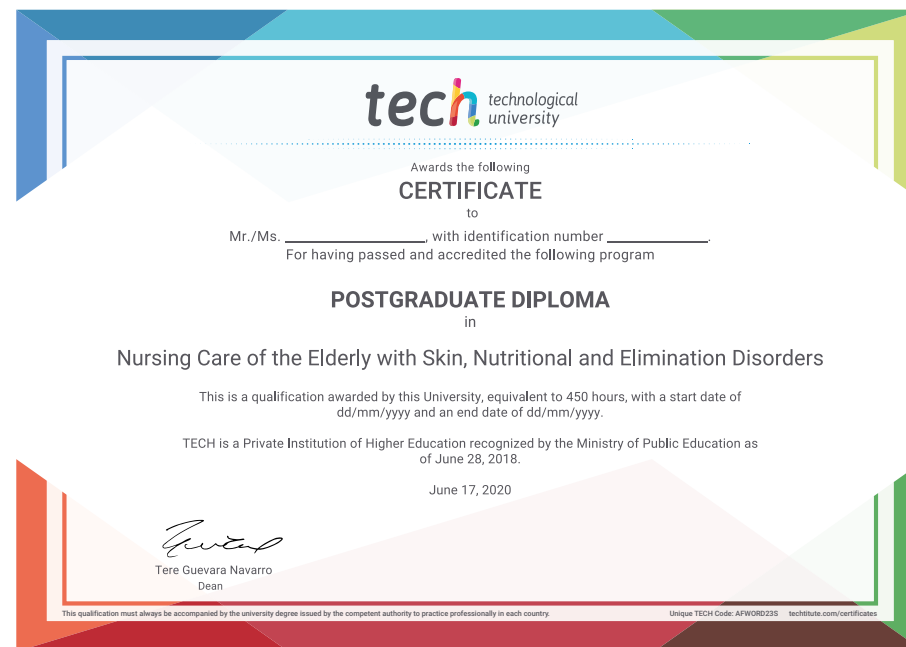 tech technological
university
Awards the following
CERTIFICATE
to
Mr./Ms. ____________________, with identification number ______________.
For having passed and accredited the following program
POSTGRADUATE DIPLOMA
in
Nursing Care of the Elderly with Skin, Nutritional and Elimination Disorders
This is a qualification awarded by this University, equivalent to 450 hours, with a start date of
dd/mm/yyyy and an end date of dd/mm/yyyy.
TECH is a Private Institution of Higher Education recognized by the Ministry of Public Education as
of June 28, 2018.
June 17, 2020
Tere Guevara Navarro
Dean
This qualification must always be accompanied by the university degree issued by the competent authority to practice professionally in each country. Unique TECH Code: AFWORD23S techtitute.com/certificates